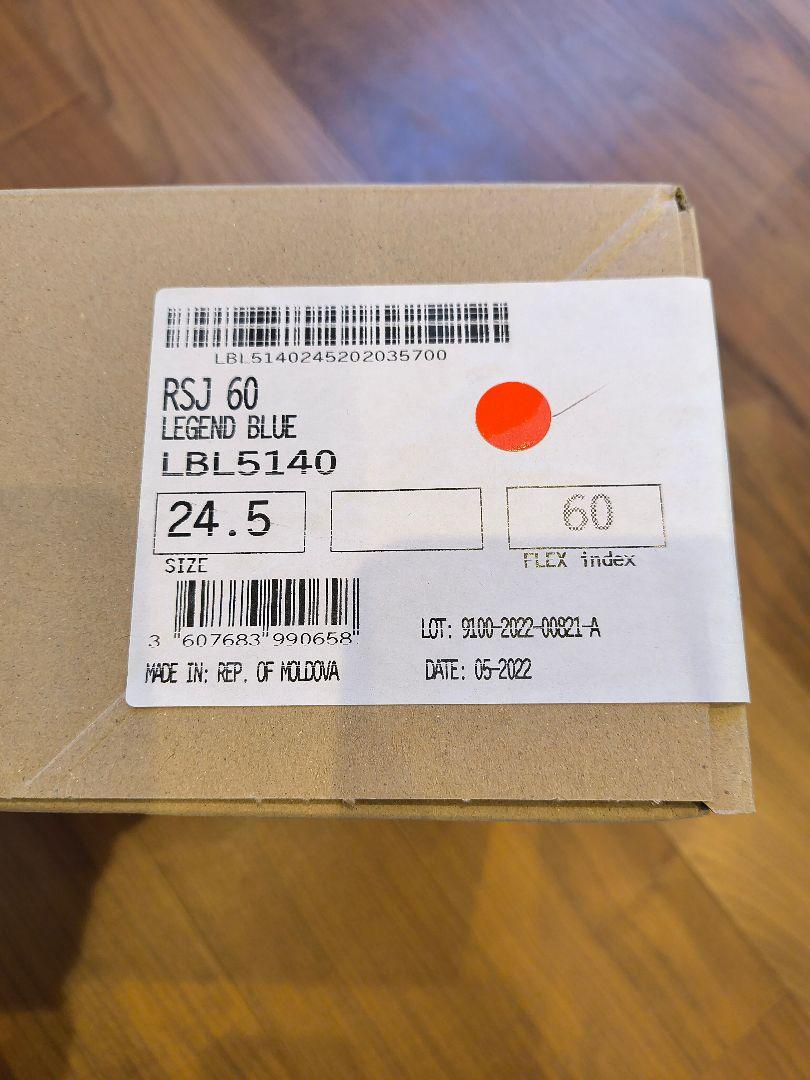 LBL5140245202035700
RSJ 60
LEGEND BLUE
LBL5140
24.5
60
SIZE
FLEX index
3 "607683"990658"
LOT: 9100-2022-00821-A
MADE IN: REP. OF MOLDOVA
DATE: 05-2022